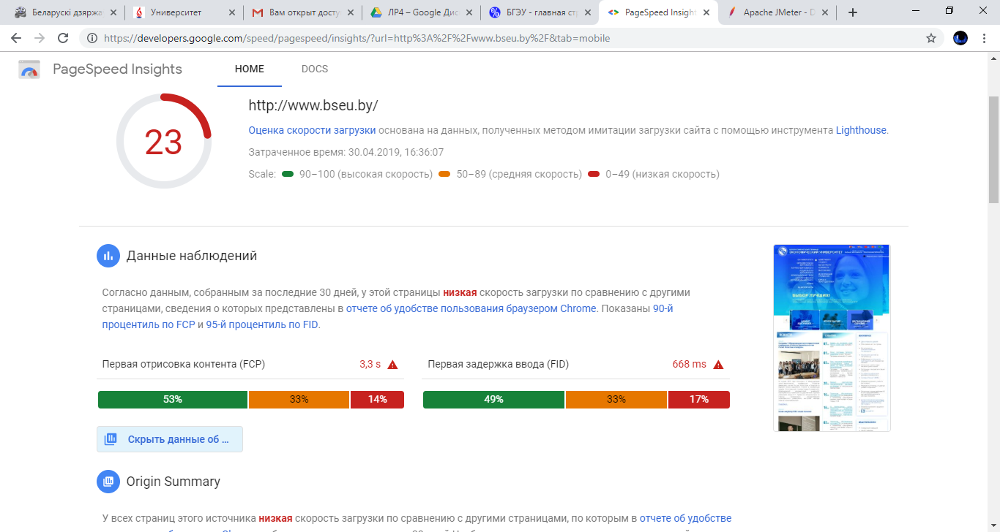 Беларускі дзяржа
Университет
Вам открыт досту
ЛР4 – Google Дис
БГЭУ - главная стр
PageSpeed Insight
Apache JMeter - D
https://developers.google.com/speed/pagespeed/insights/?url=http%3A%2F%2Fwww.bseu.by%2F&tab=mobile
PageSpeed Insights
HOME
DOCS
23
http://www.bseu.by/
Оценка скорости загрузки основана на данных, полученных методом имитации загрузки сайта с помощью инструмента Lighthouse.
Затраченное время: 30.04.2019, 16:36:07
Scale: 90–100 (высокая скорость) 50–89 (средняя скорость) 0–49 (низкая скорость)
Данные наблюдений
ЭКОНОМИЧЕСКИЙ УНИВЕРСИТЕТ
ВЫБОР ЛУЧШИХ!
Согласно данным, собранным за последние 30 дней, у этой страницы низкая скорость загрузки по сравнению с другими
страницами, сведения о которых представлены в отчете об удобстве пользования браузером Chrome. Показаны 90-й
процентиль по FCP и 95-й процентиль по FID.
Первая отрисовка контента (FCP) 3,3 s
Первая задержка ввода (FID) 668 ms
53% 33% 14%
49% 33% 17%
Скрыть данные об ...
Origin Summary
У всех страниц этого источника низкая скорость загрузки по сравнению с другими страницами, по которым в отчете об удобстве